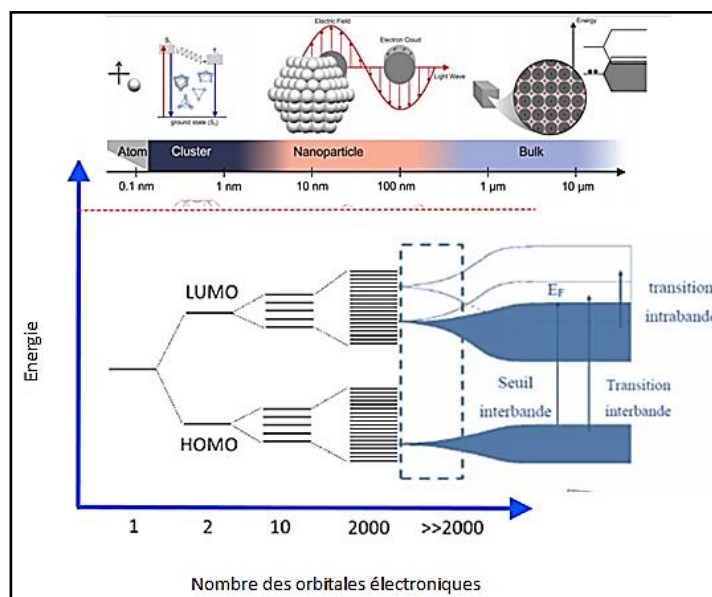 Electric Field
Electron Cloud
Light Wave
Energy
ground state (S₀)
Atom
Cluster
Nanoparticle
Bulk
0.1 nm
1 nm
10 nm
100 nm
1 µm
10 µm
Energie
LUMO
HOMO
E_F
transition
intrabande
Seuil
interbande
Transition
interbande
1
2
10
2000
>>2000
Nombre des orbitales électroniques